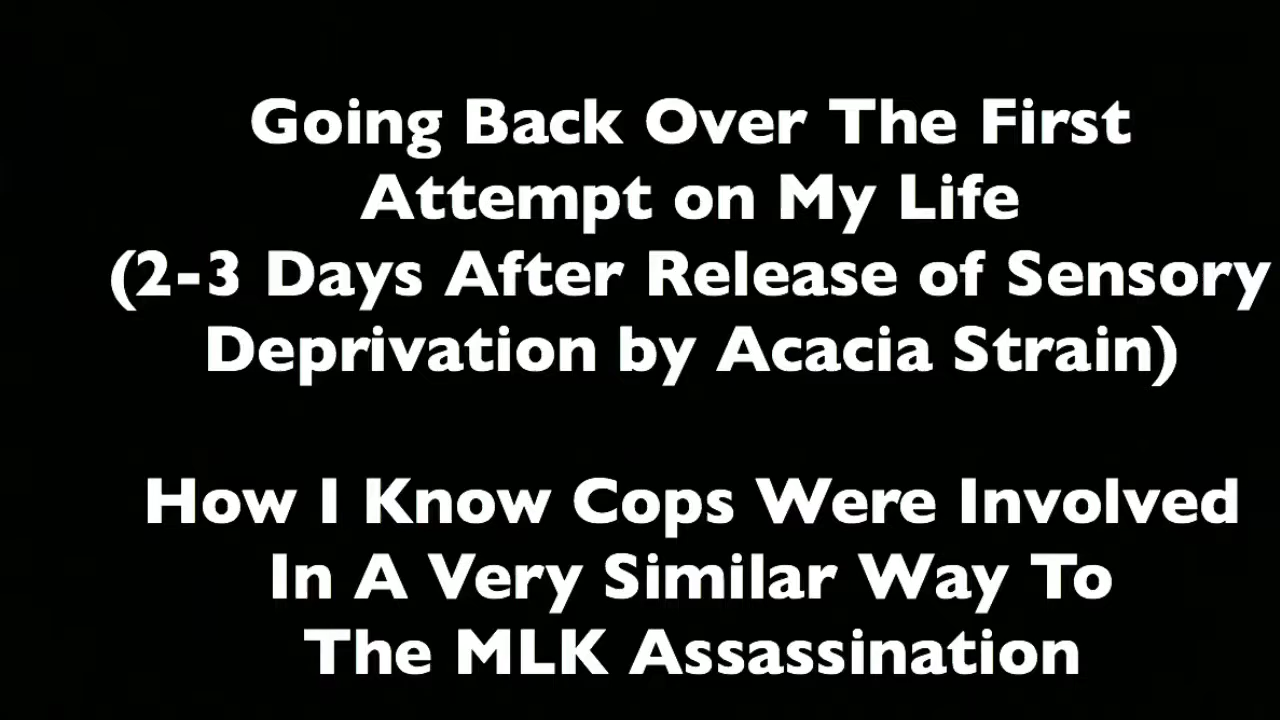 Going Back Over The First
Attempt on My Life
(2-3 Days After Release of Sensory
Deprivation by Acacia Strain)
How I Know Cops Were Involved
In A Very Similar Way To
The MLK Assassination